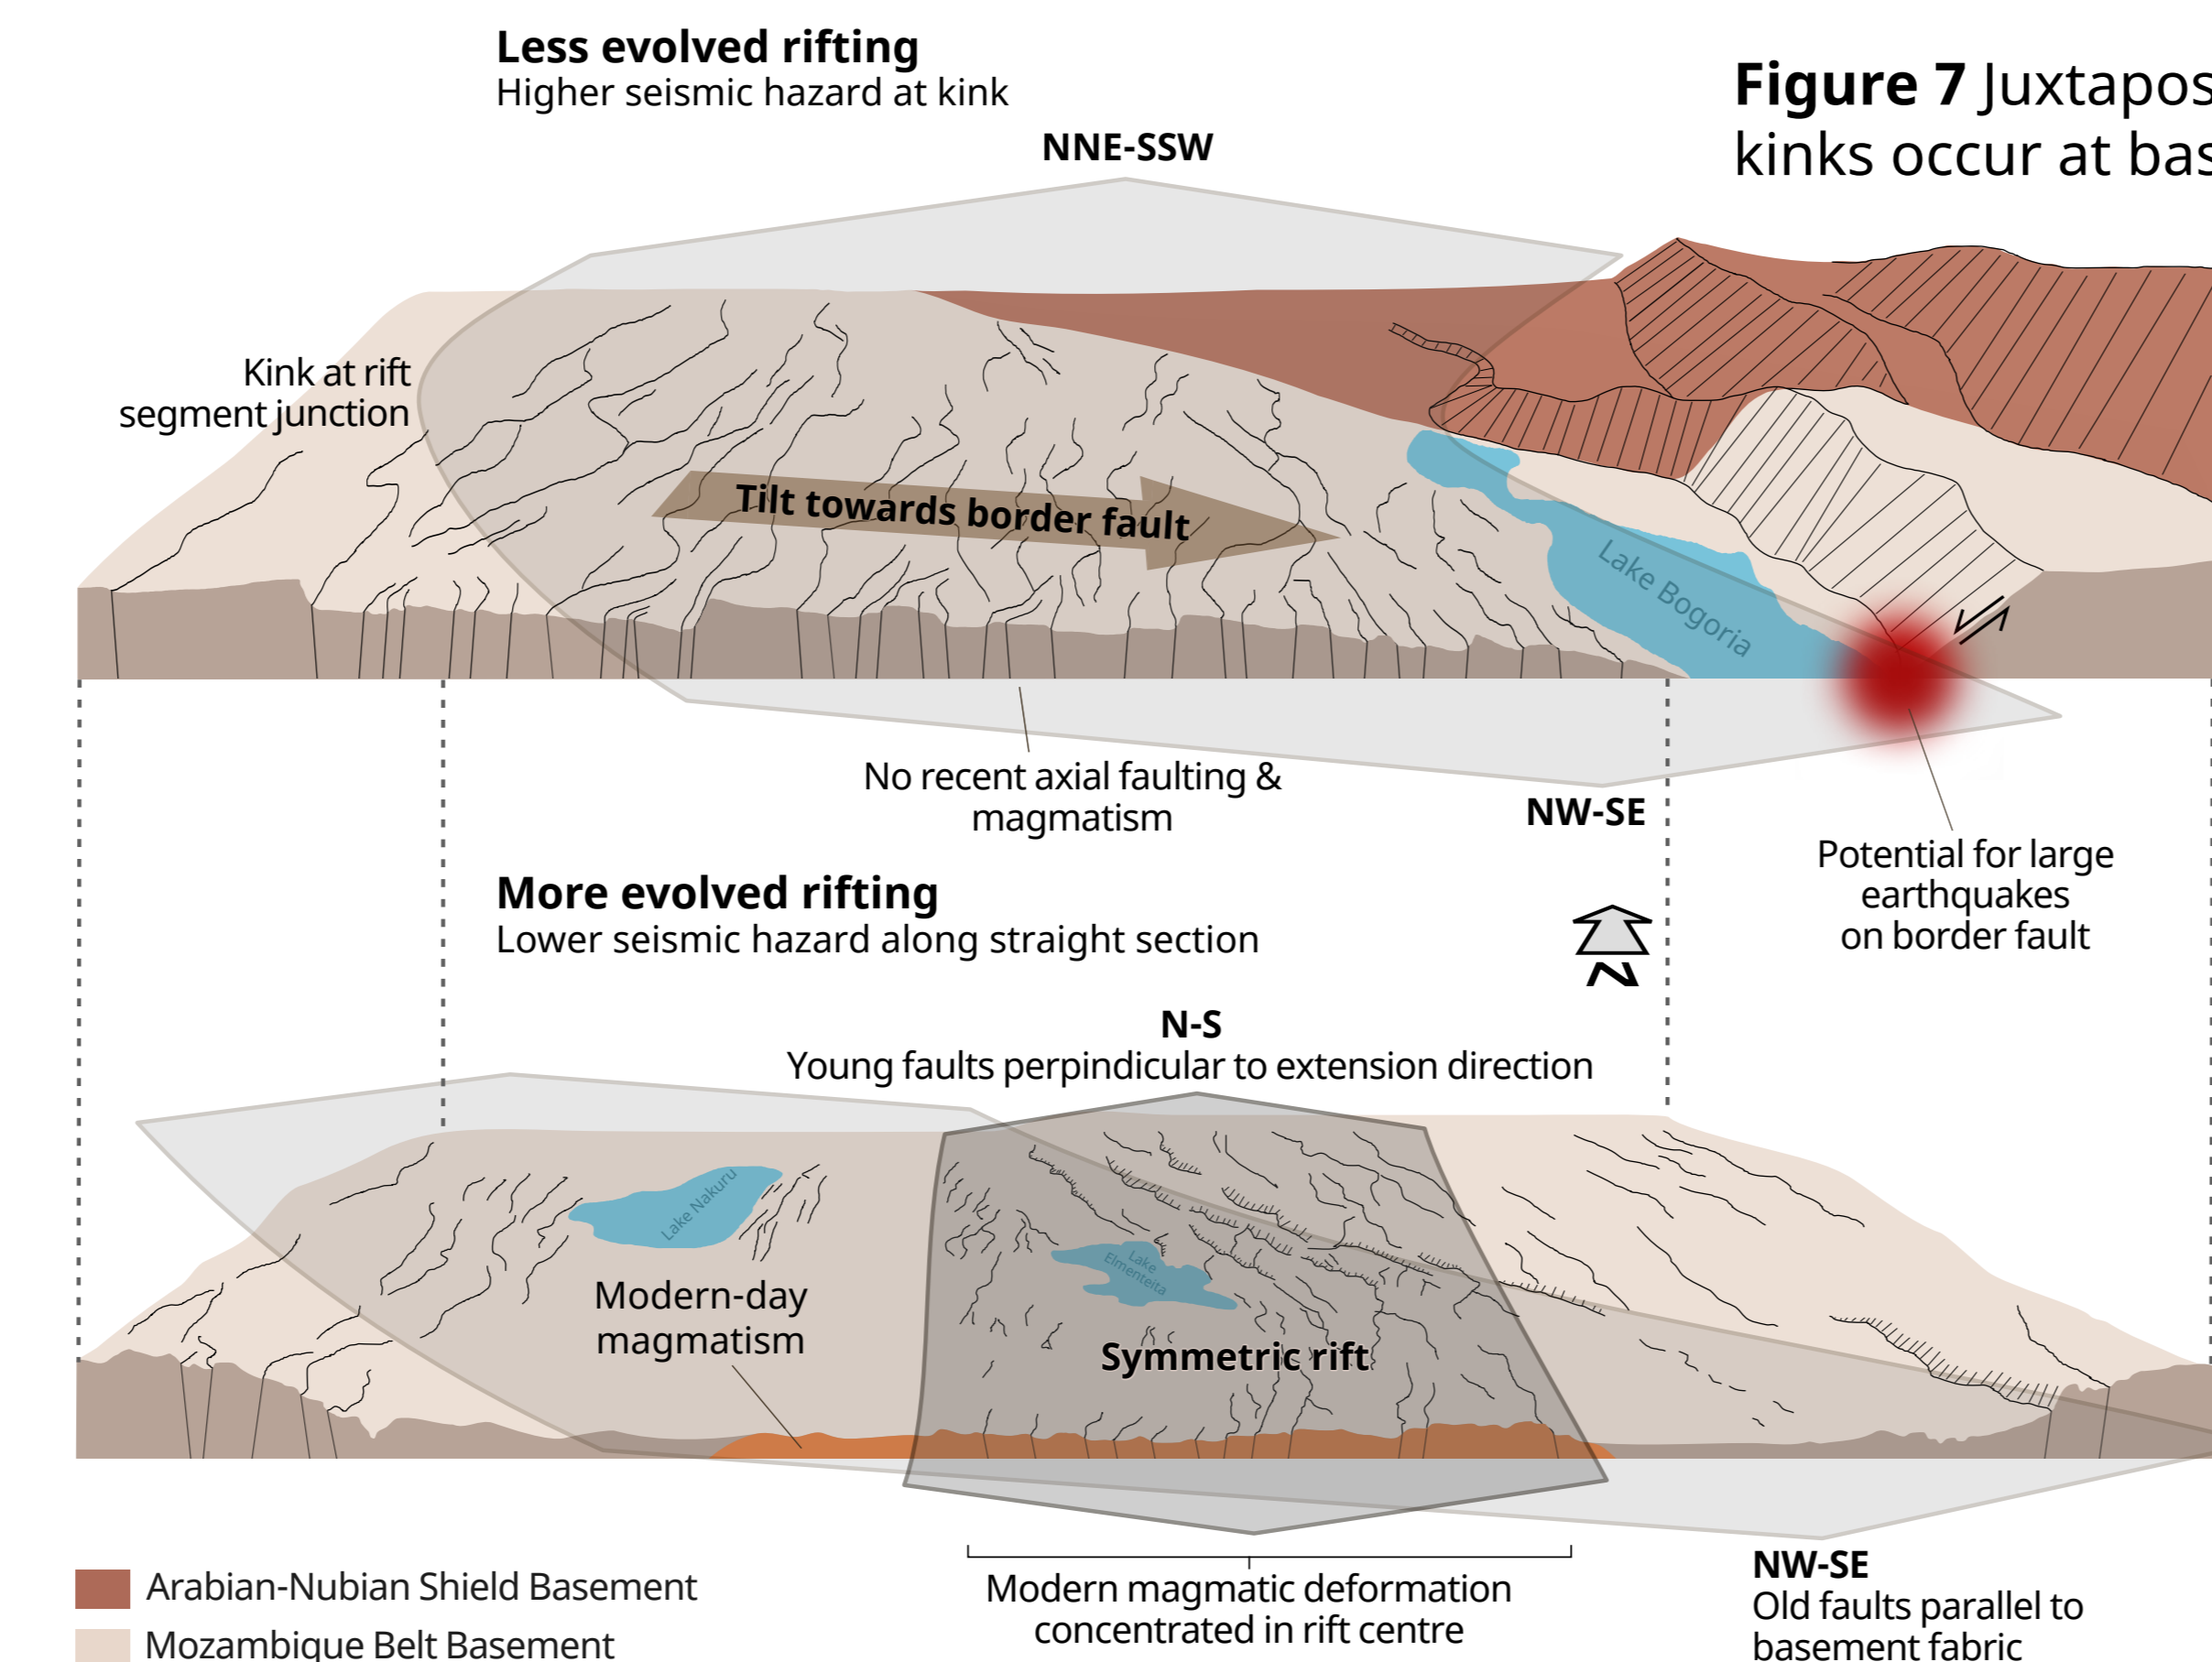 Less evolved rifting
Higher seismic hazard at kink
Figure 7 Juxtapos
kinks occur at bas
NNE-SSW
Kink at rift
segment junction
Tilt towards border fault
Lake Bogoria
No recent axial faulting &
magmatism
NW-SE
Potential for large
earthquakes
on border fault
More evolved rifting
Lower seismic hazard along straight section
N
N-S
Young faults perpindicular to extension direction
Lake Nakuru
Lake
Elmenteita
Modern-day
magmatism
Symmetric rift
Modern magmatic deformation
concentrated in rift centre
NW-SE
Old faults parallel to
basement fabric
Arabian-Nubian Shield Basement
Mozambique Belt Basement